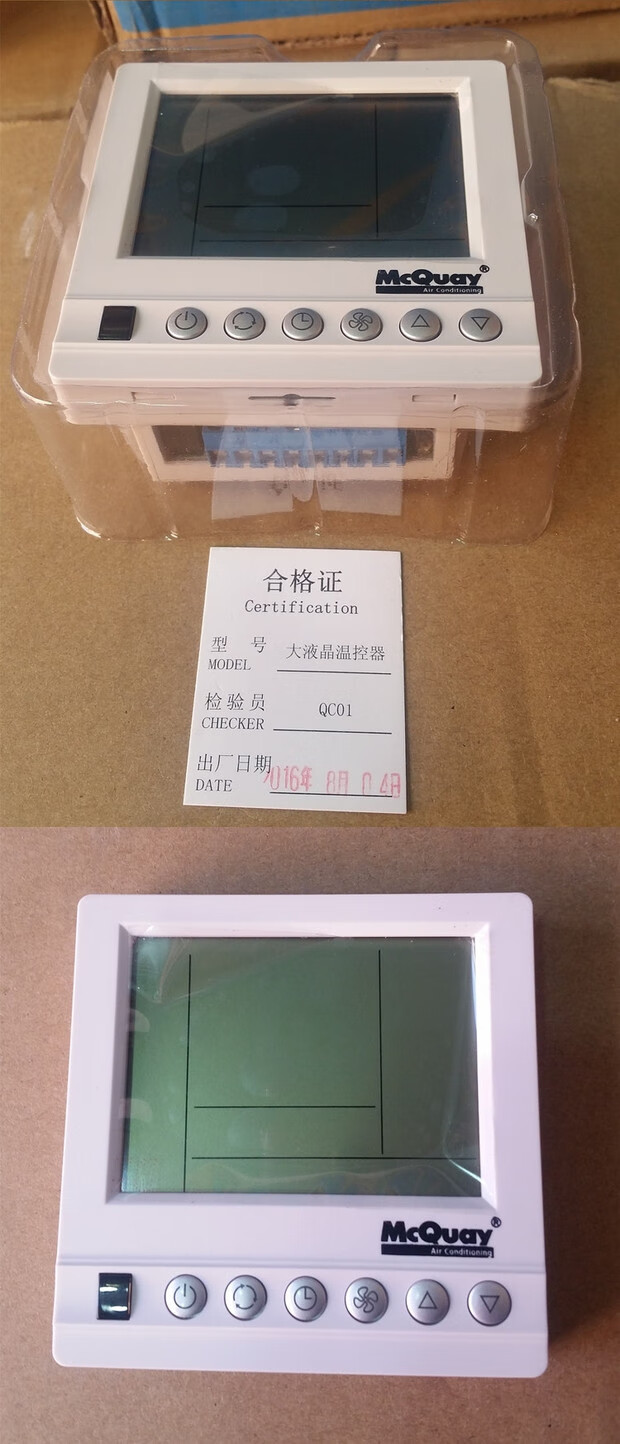 McQuay®
Air Conditioning
合格证
Certification
型 号
MODEL
大液晶温控器
检验员
CHECKER
QC01
出厂日期
DATE
2016年 8月 04日
McQuay®
Air Conditioning